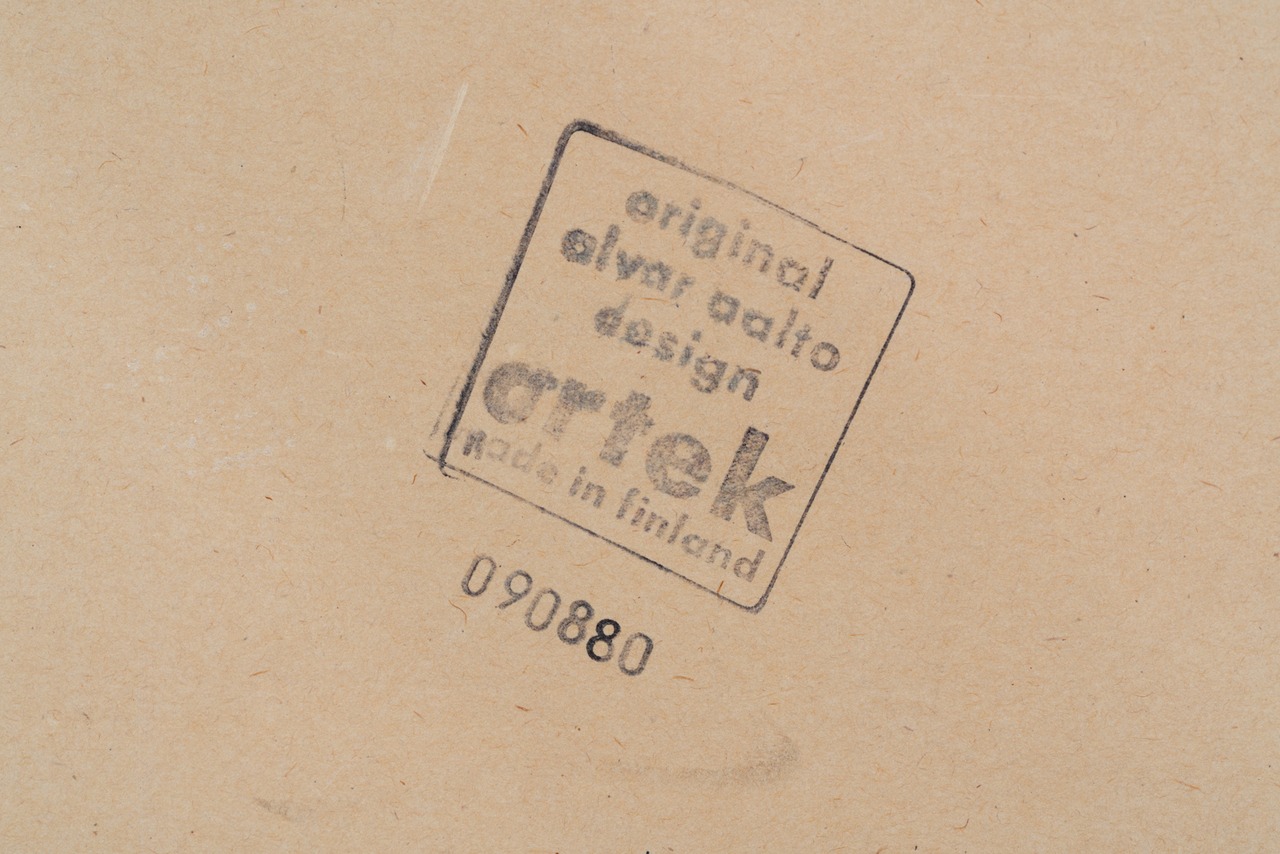 original
alvar aalto
design
artek
made in finland
090880